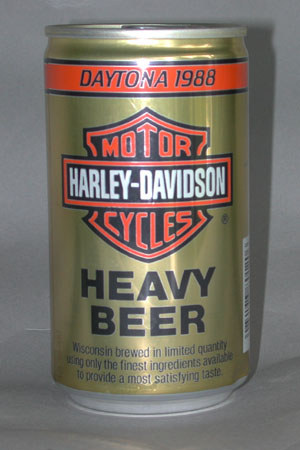 DAYTONA 1988
MOTOR
HARLEY-DAVIDSON
CYCLES
®
HEAVY
BEER
Wisconsin brewed in limited quantity
using only the finest ingredients available
to provide a most satisfying taste.